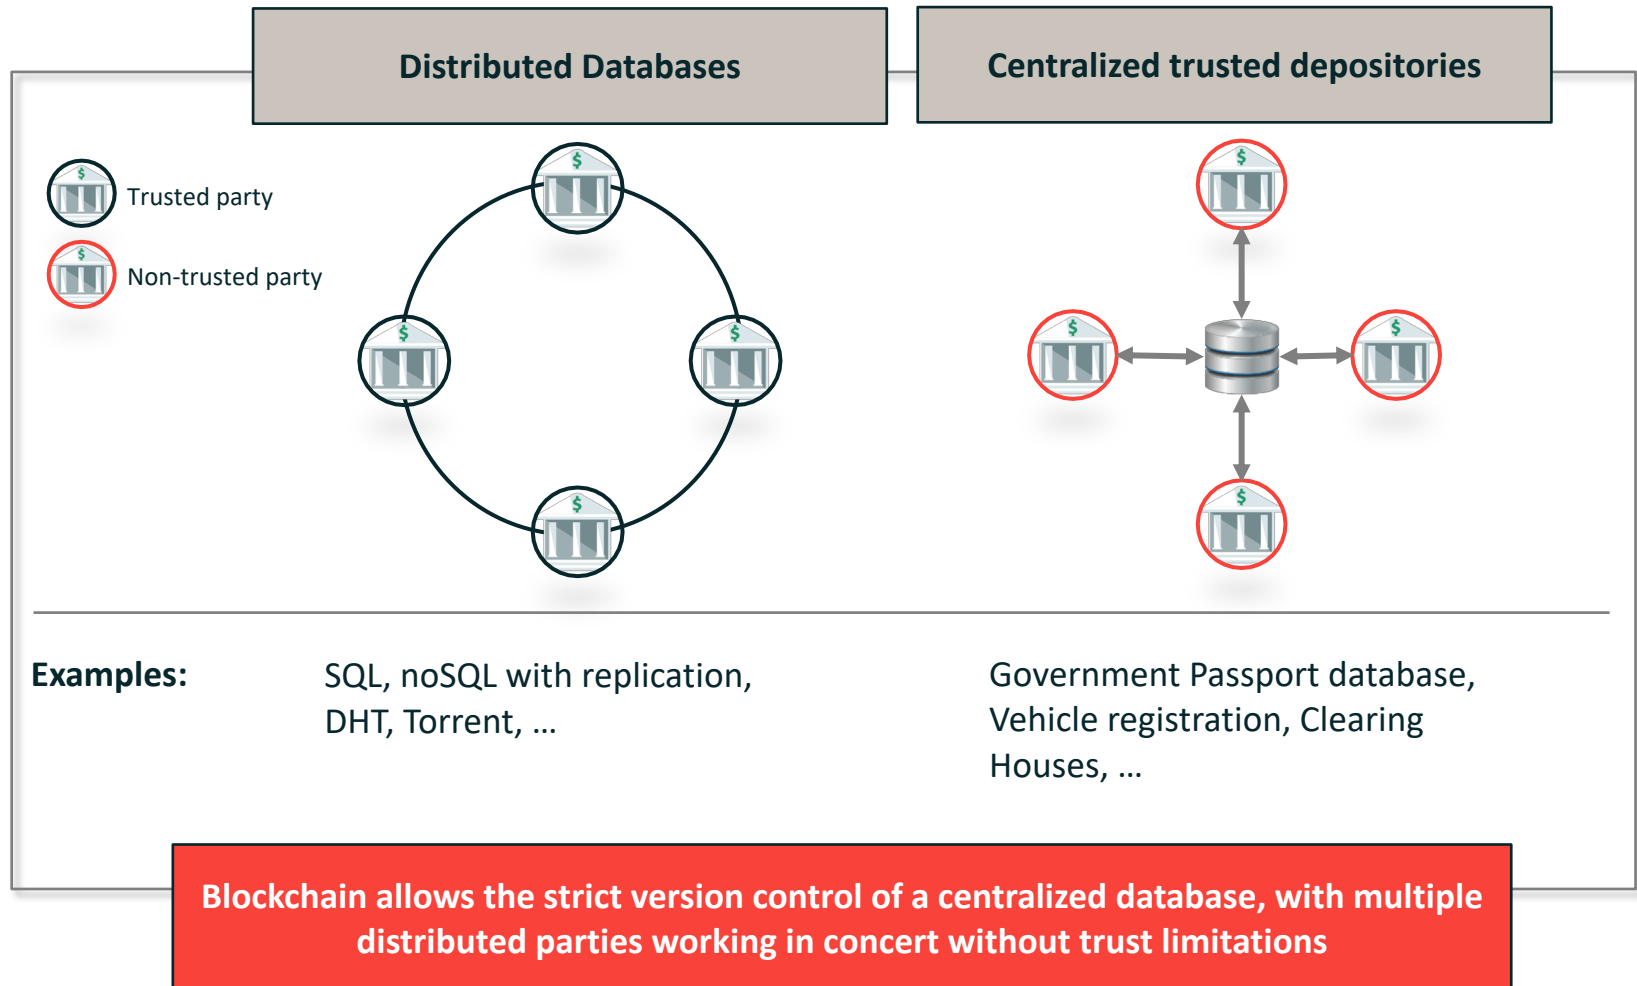 Distributed Databases
Centralized trusted depositories
$ Trusted party
$ Non-trusted party
$
$
$
$
$
$
$
$
Examples:
SQL, noSQL with replication,
DHT, Torrent, ...
Government Passport database,
Vehicle registration, Clearing
Houses, ...
Blockchain allows the strict version control of a centralized database, with multiple
distributed parties working in concert without trust limitations